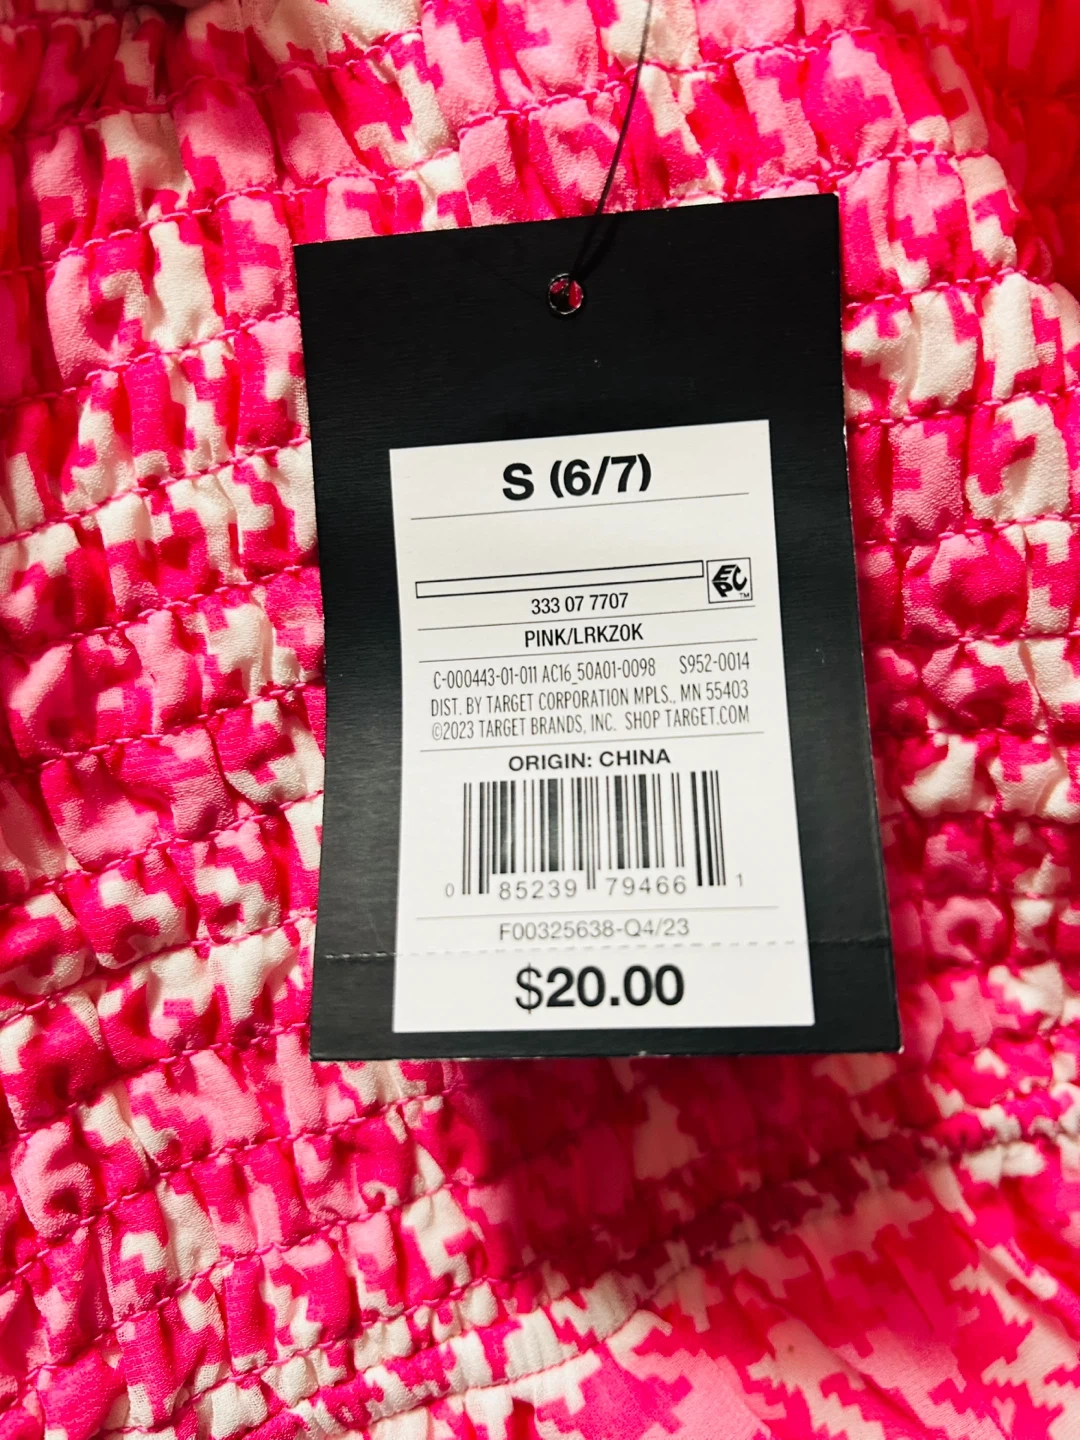 S (6/7)
EPC
TM
333 07 7707
PINK/LRKZ0K
C-000443-01-011 AC16_50A01-0098 S952-0014
DIST. BY TARGET CORPORATION MPLS., MN 55403
©2023 TARGET BRANDS, INC. SHOP TARGET.COM
ORIGIN: CHINA
0 85239 79466 1
F00325638-Q4/23
$20.00